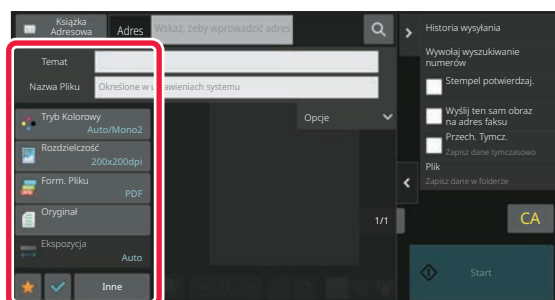 Książka
Adresowa
Adres
Wskaż, żeby wprowadzić adres
Temat
Nazwa Pliku
Określone w ustawieniach systemu
Tryb Kolorowy
Auto/Mono2
Rozdzielczość
200x200dpi
Form. Pliku
PDF
Oryginał
Ekspozycja
Auto
Inne
Opcje
1/1
Historia wysyłania
Wywołaj wyszukiwanie
numerów
Stempel potwierdzaj.
Wyślij ten sam obraz
na adres faksu
Przech. Tymcz.
Zapisz dane tymczasowo
Plik
Zapisz dane w folderze
CA
Start